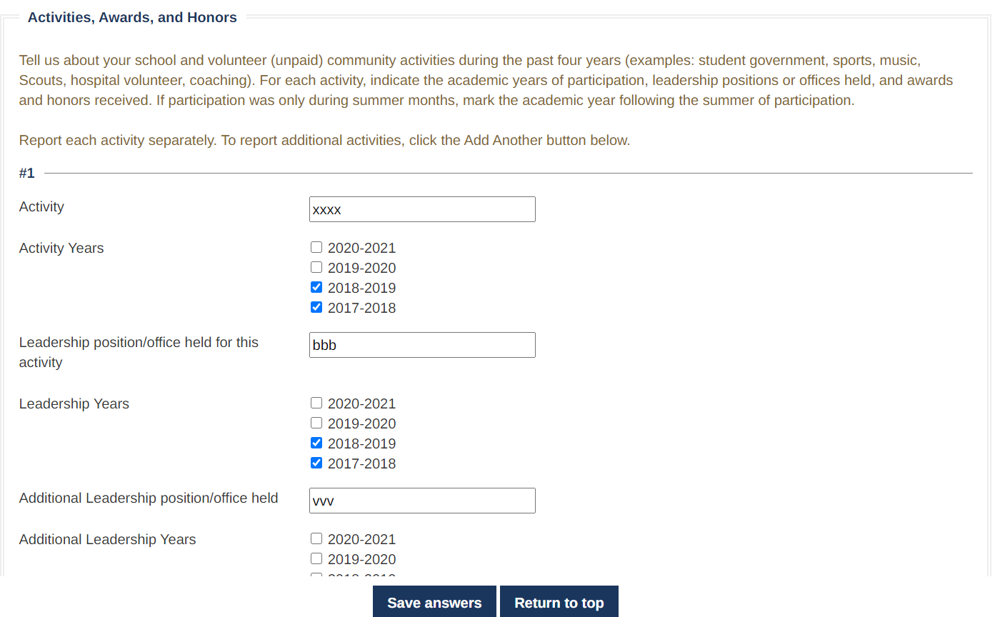 Activities, Awards, and Honors
Tell us about your school and volunteer (unpaid) community activities during the past four years (examples: student government, sports, music,
Scouts, hospital volunteer, coaching). For each activity, indicate the academic years of participation, leadership positions or offices held, and awards
and honors received. If participation was only during summer months, mark the academic year following the summer of participation.
Report each activity separately. To report additional activities, click the Add Another button below.
#1
Activity
xxxx
Activity Years
2020-2021
2019-2020
2018-2019
2017-2018
Leadership position/office held for this
activity
bbb
Leadership Years
2020-2021
2019-2020
2018-2019
2017-2018
Additional Leadership position/office held
vvv
Additional Leadership Years
2020-2021
2019-2020
Save answers
Return to top